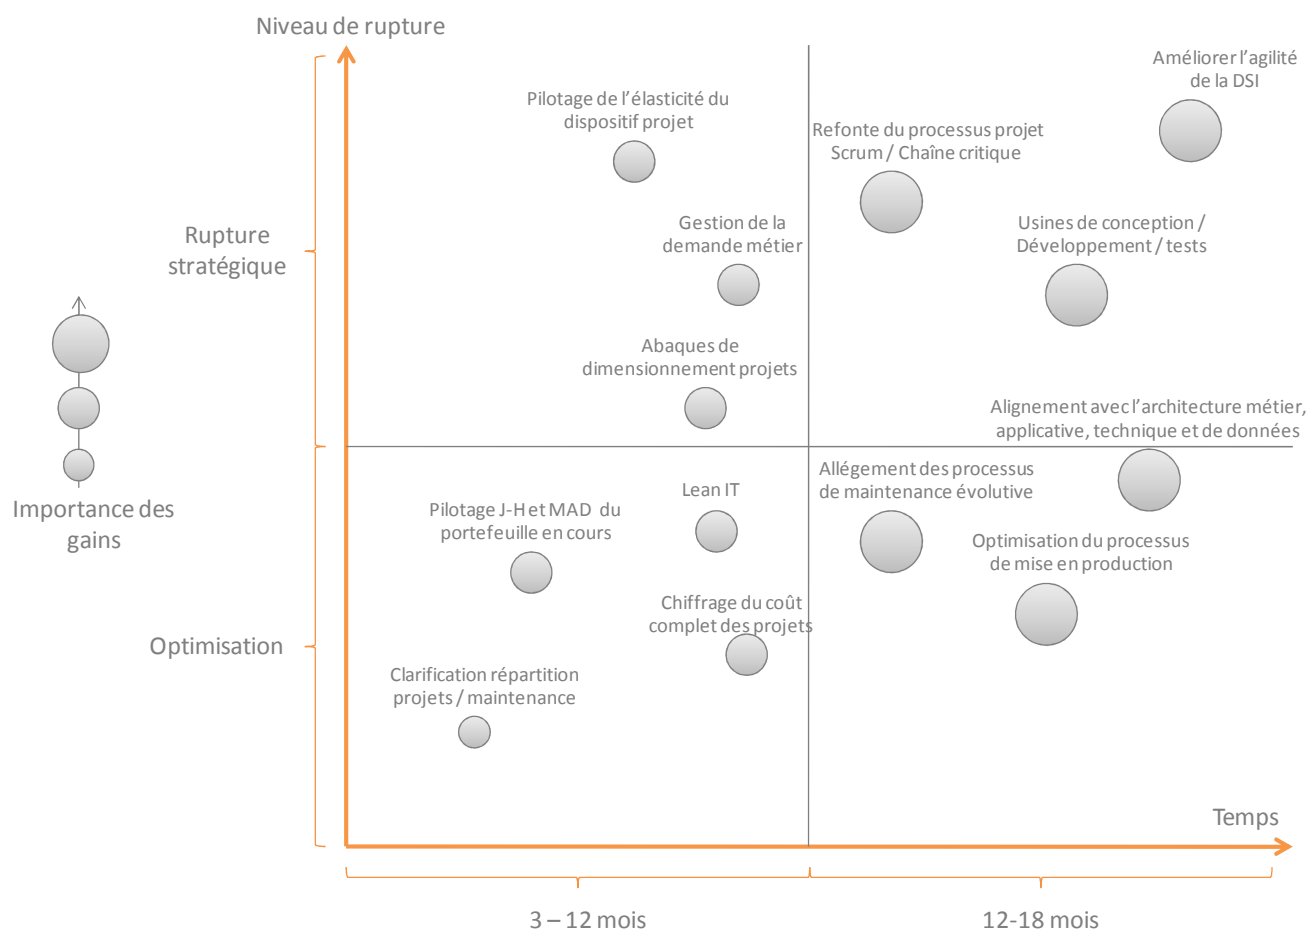 Niveau de rupture
Améliorer l'agilité
de la DSI
Pilotage de l'élasticité du
dispositif projet
Refonte du processus projet
Scrum / Chaîne critique
Gestion de la
demande métier
Usines de conception /
Développement / tests
Rupture
stratégique
Abaques de
dimensionnement projets
Alignement avec l'architecture métier,
applicative, technique et de données
Importance des
gains
Allégement des processus
de maintenance évolutive
Lean IT
Pilotage J-H et MAD du
portefeuille en cours
Optimisation du processus
de mise en production
Chiffrage du coût
complet des projets
Optimisation
Clarification répartition
projets / maintenance
Temps
3 – 12 mois
12-18 mois